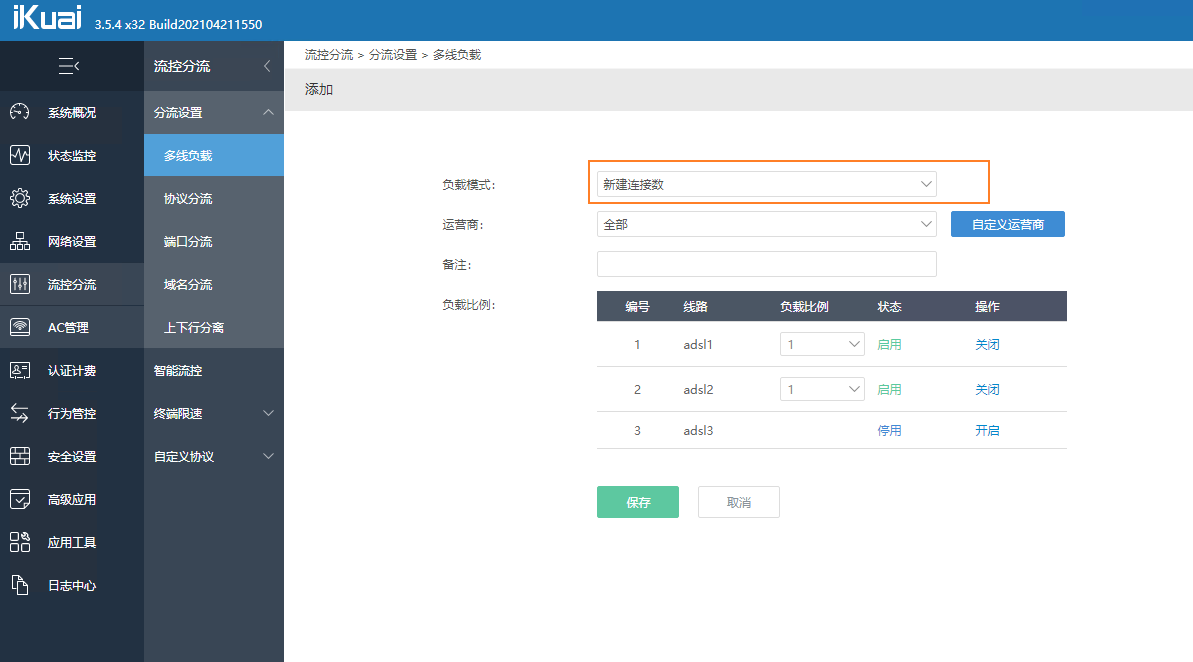 iKuai 3.5.4 x32 Build202104211550
系统概况
状态监控
系统设置
网络设置
流控分流
AC管理
认证计费
行为管控
安全设置
高级应用
应用工具
日志中心
流控分流
分流设置
多线负载
协议分流
端口分流
域名分流
上下行分离
智能流控
终端限速
自定义协议
流控分流 > 分流设置 > 多线负载
添加
负载模式: 新建连接数
运营商: 全部 自定义运营商
备注:
负载比例:
编号 线路 负载比例 状态 操作
1 adsl1 1 启用 关闭
2 adsl2 1 启用 关闭
3 adsl3 停用 开启
保存 取消